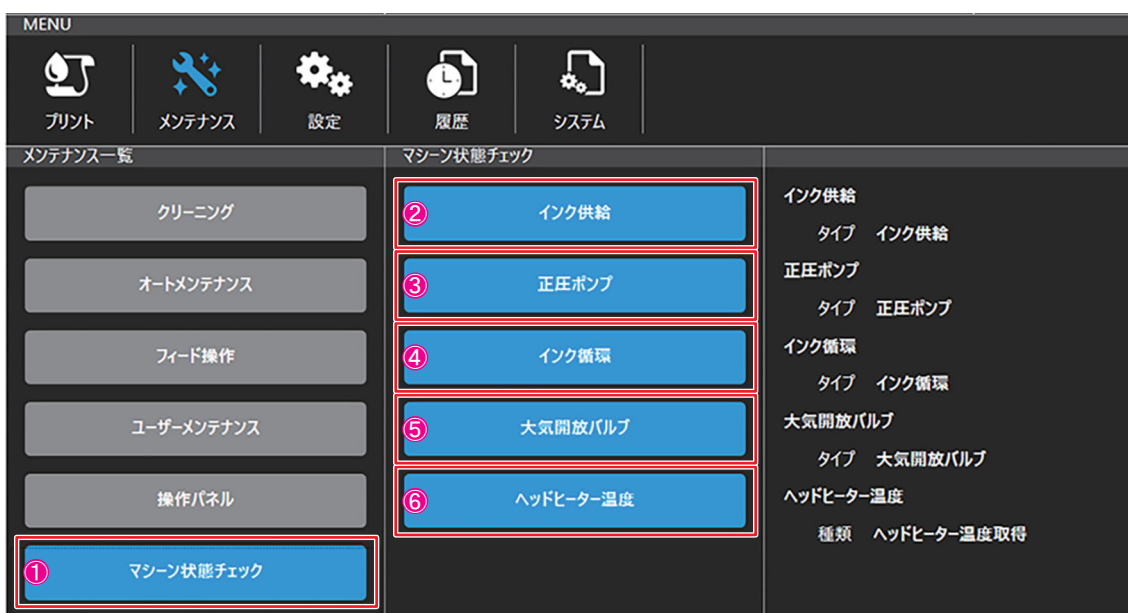 MENU
プリント メンテナンス 設定 履歴 システム
メンテナンス一覧
クリーニング
オートメンテナンス
フィード操作
ユーザーメンテナンス
操作パネル
① マシーン状態チェック
マシーン状態チェック
② インク供給
③ 正圧ポンプ
④ インク循環
⑤ 大気開放バルブ
⑥ ヘッドヒーター温度
インク供給
タイプ インク供給
正圧ポンプ
タイプ 正圧ポンプ
インク循環
タイプ インク循環
大気開放バルブ
タイプ 大気開放バルブ
ヘッドヒーター温度
種類 ヘッドヒーター温度取得